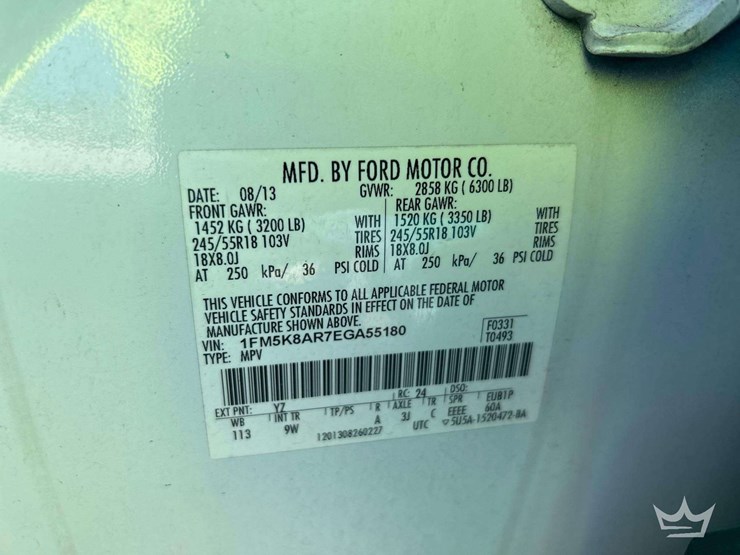 MFD. BY FORD MOTOR CO.
DATE: 08/13 GVWR: 2858 KG ( 6300 LB)
FRONT GAWR: REAR GAWR:
1452 KG ( 3200 LB) WITH 1520 KG ( 3350 LB) WITH
245/55R18 103V TIRES 245/55R18 103V TIRES
18X8.0J RIMS 18X8.0J RIMS
AT 250 kPa/ 36 PSI COLD AT 250 kPa/ 36 PSI COLD
THIS VEHICLE CONFORMS TO ALL APPLICABLE FEDERAL MOTOR
VEHICLE SAFETY STANDARDS IN EFFECT ON THE DATE OF
MANUFACTURE SHOWN ABOVE.
VIN: 1FM5K8AR7EGA55180 F0331
TYPE: MPV T0493
EXT PNT: YZ RC: 24 DSO:
WB INT TR TP/PS R AXLE TR SPR EUB1P
113 9W A 3J C EEEE 60A
1201308260227 UTC ▽5U5A-1520472-BA